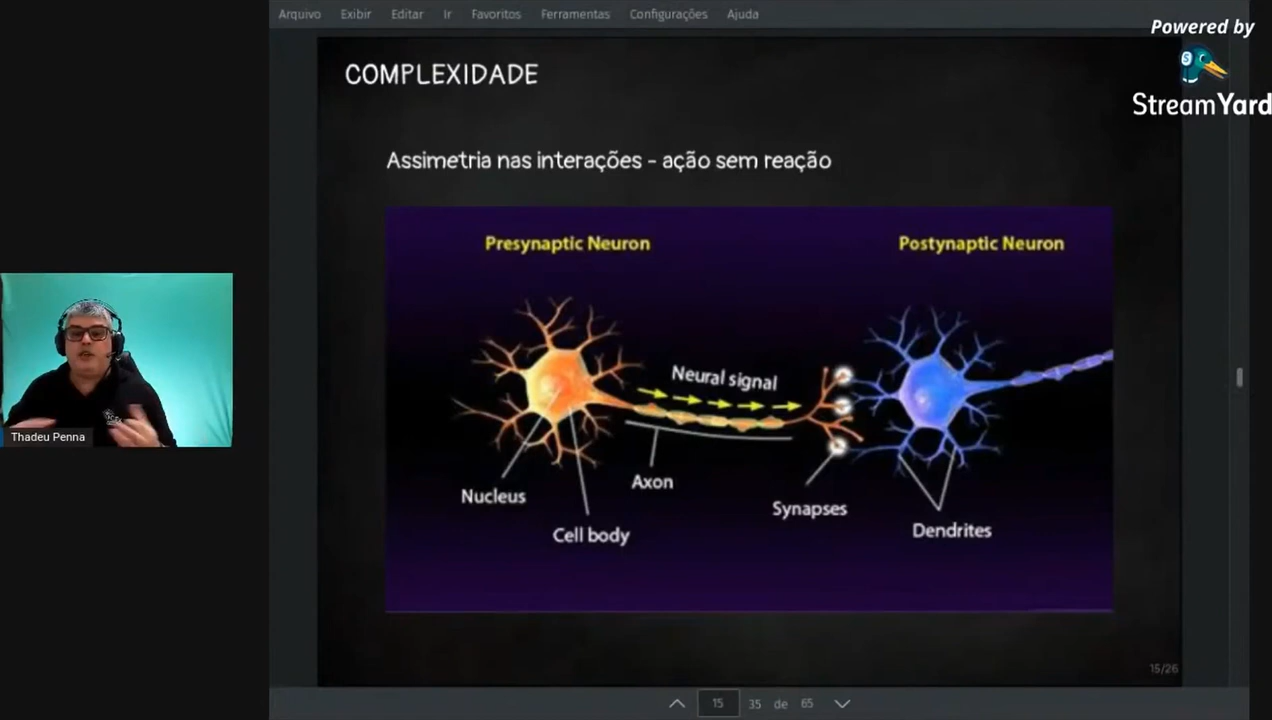 Arquivo Exibir Editar Ir Favoritos Ferramentas Configurações Ajuda
Powered by
StreamYard
COMPLEXIDADE
Assimetria nas interações - ação sem reação
Presynaptic Neuron
Postynaptic Neuron
Neural signal
Nucleus
Axon
Cell body
Synapses
Dendrites
Thadeu Penna
15/26
15 35 de 65